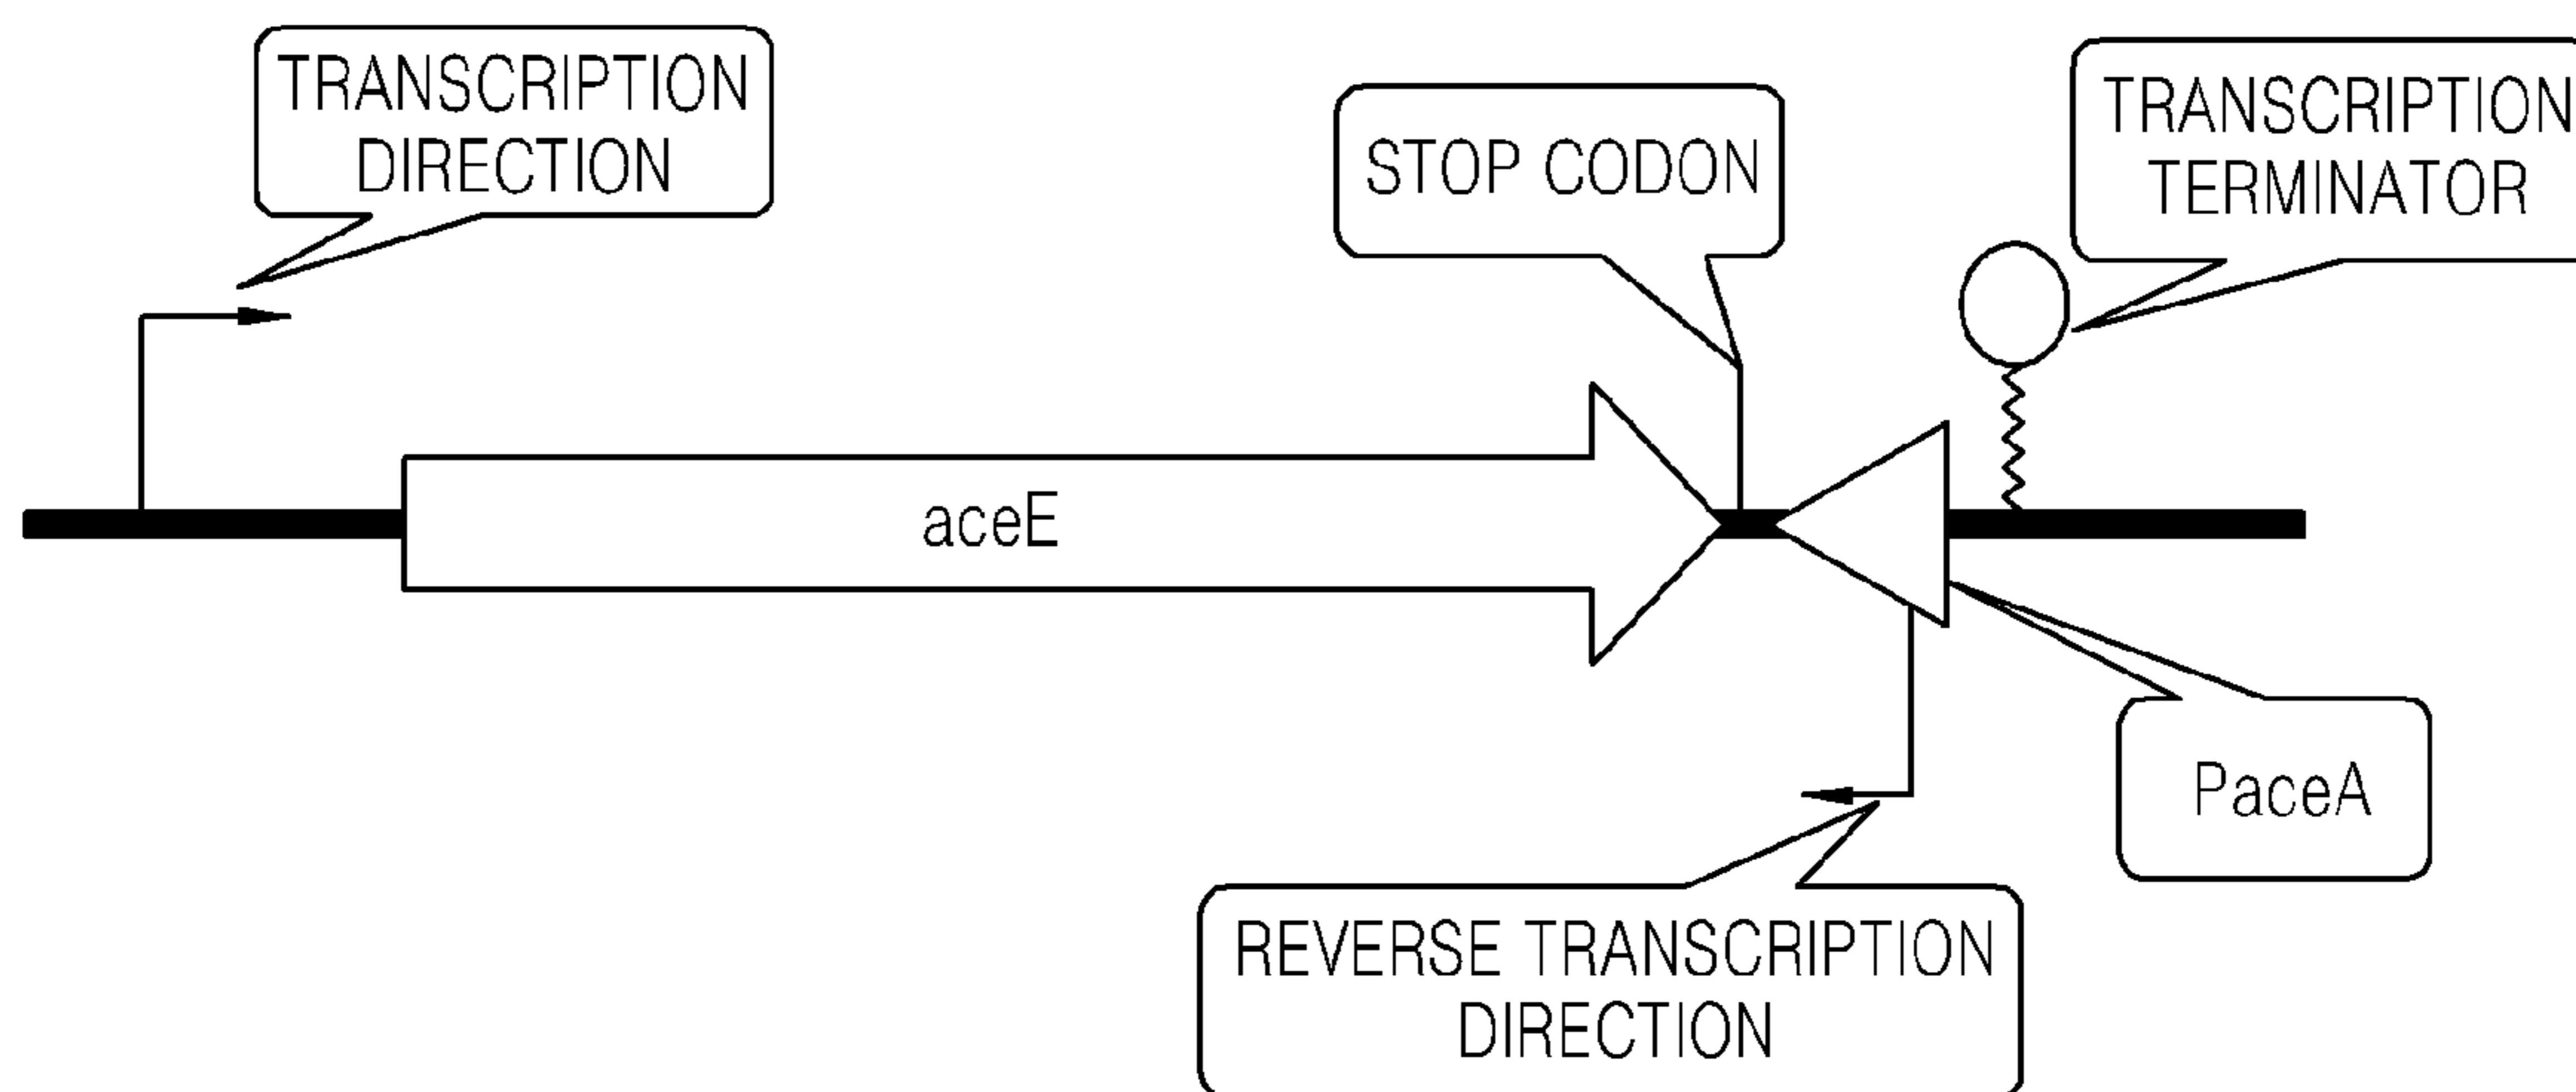 TRANSCRIPTION
DIRECTION
STOP CODON
TRANSCRIPTION
TERMINATOR
aceE
PaceA
REVERSE TRANSCRIPTION
DIRECTION